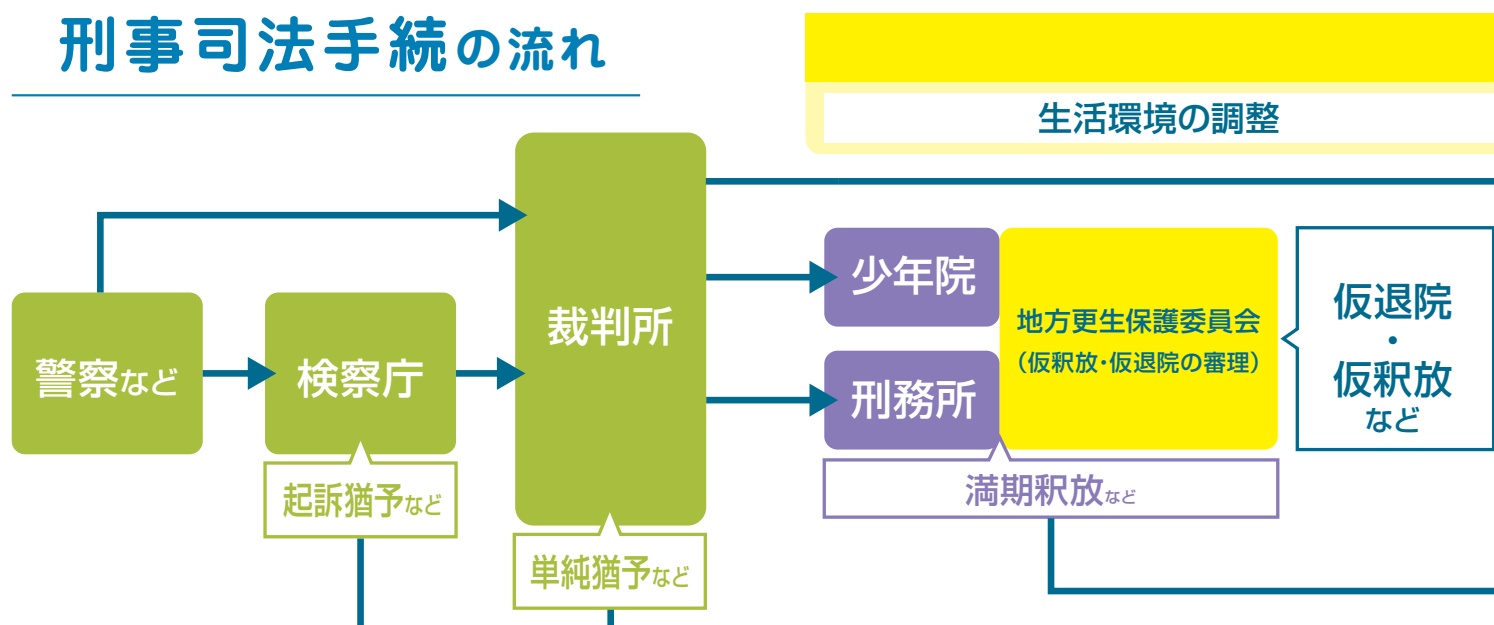 刑事司法手続の流れ
生活環境の調整
警察など
検察庁
起訴猶予など
裁判所
単純猶予など
少年院
刑務所
地方更生保護委員会
（仮釈放・仮退院の審理）
満期釈放など
仮退院
・
仮釈放
など